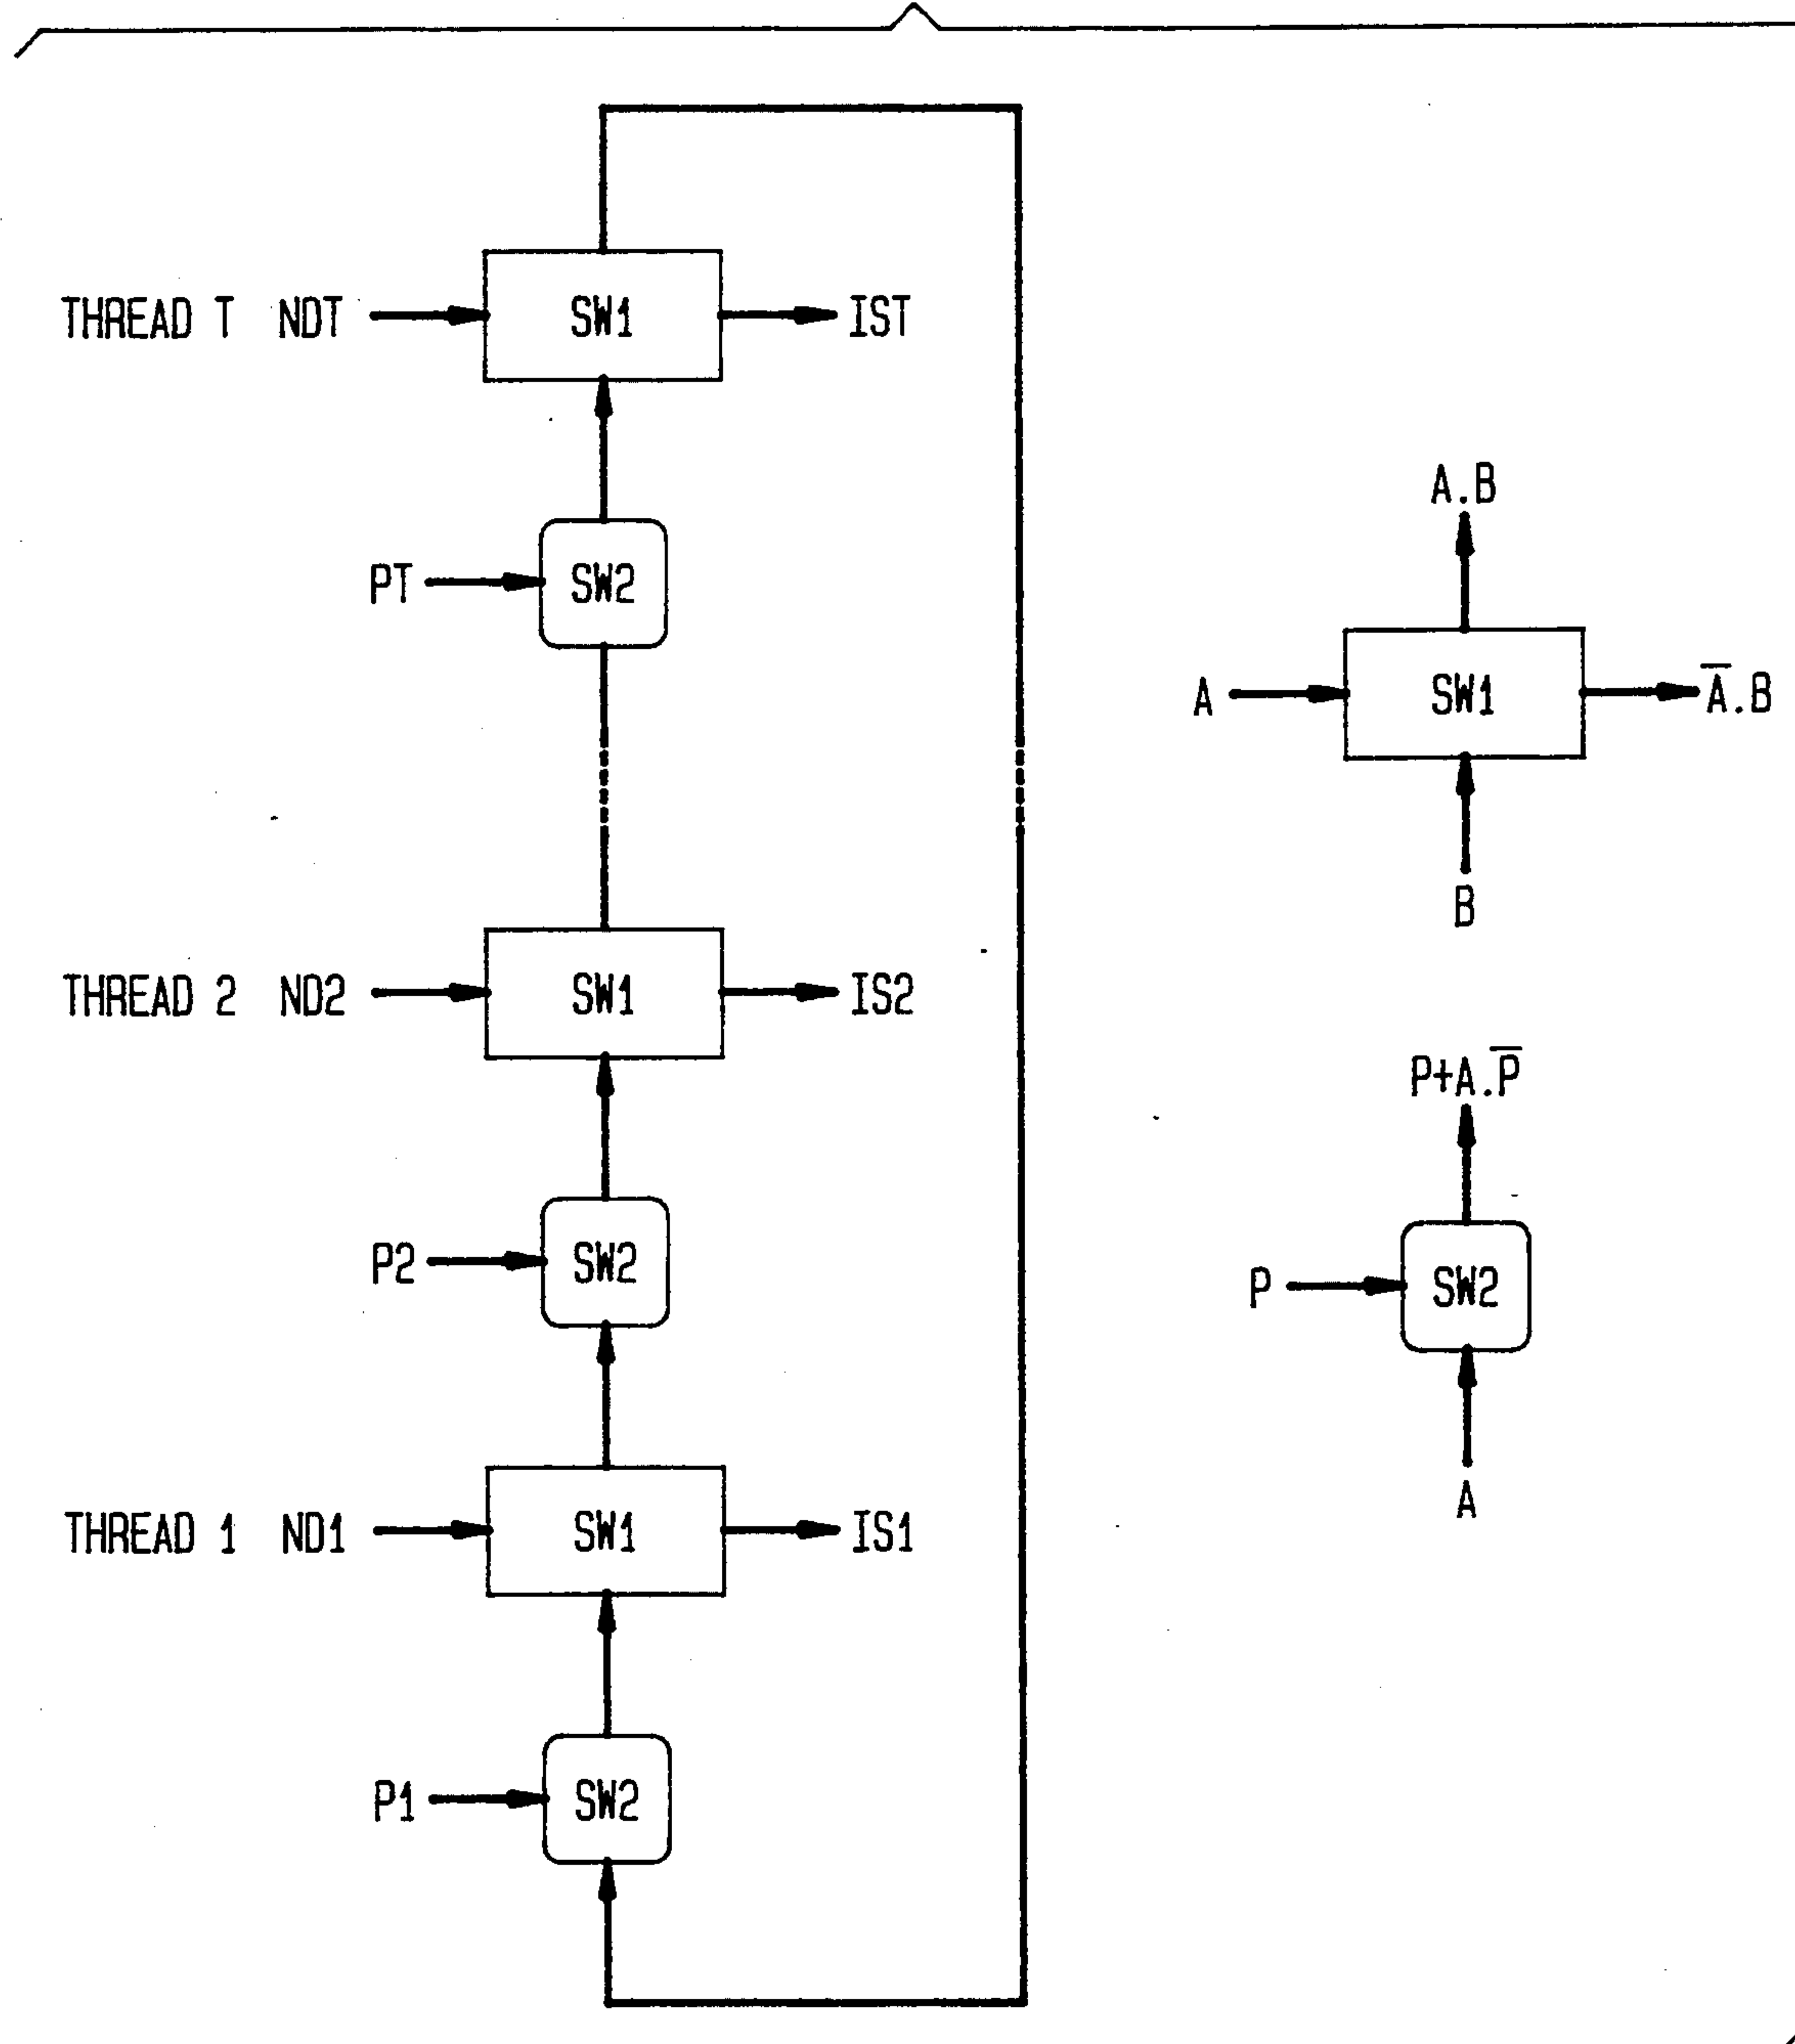 THREAD T NDT SW1 IST
PT SW2
THREAD 2 ND2 SW1 IS2
P2 SW2
THREAD 1 ND1 SW1 IS1
P1 SW2
A.B
A SW1 A̅.B
B
P+A.P̅
P SW2
A